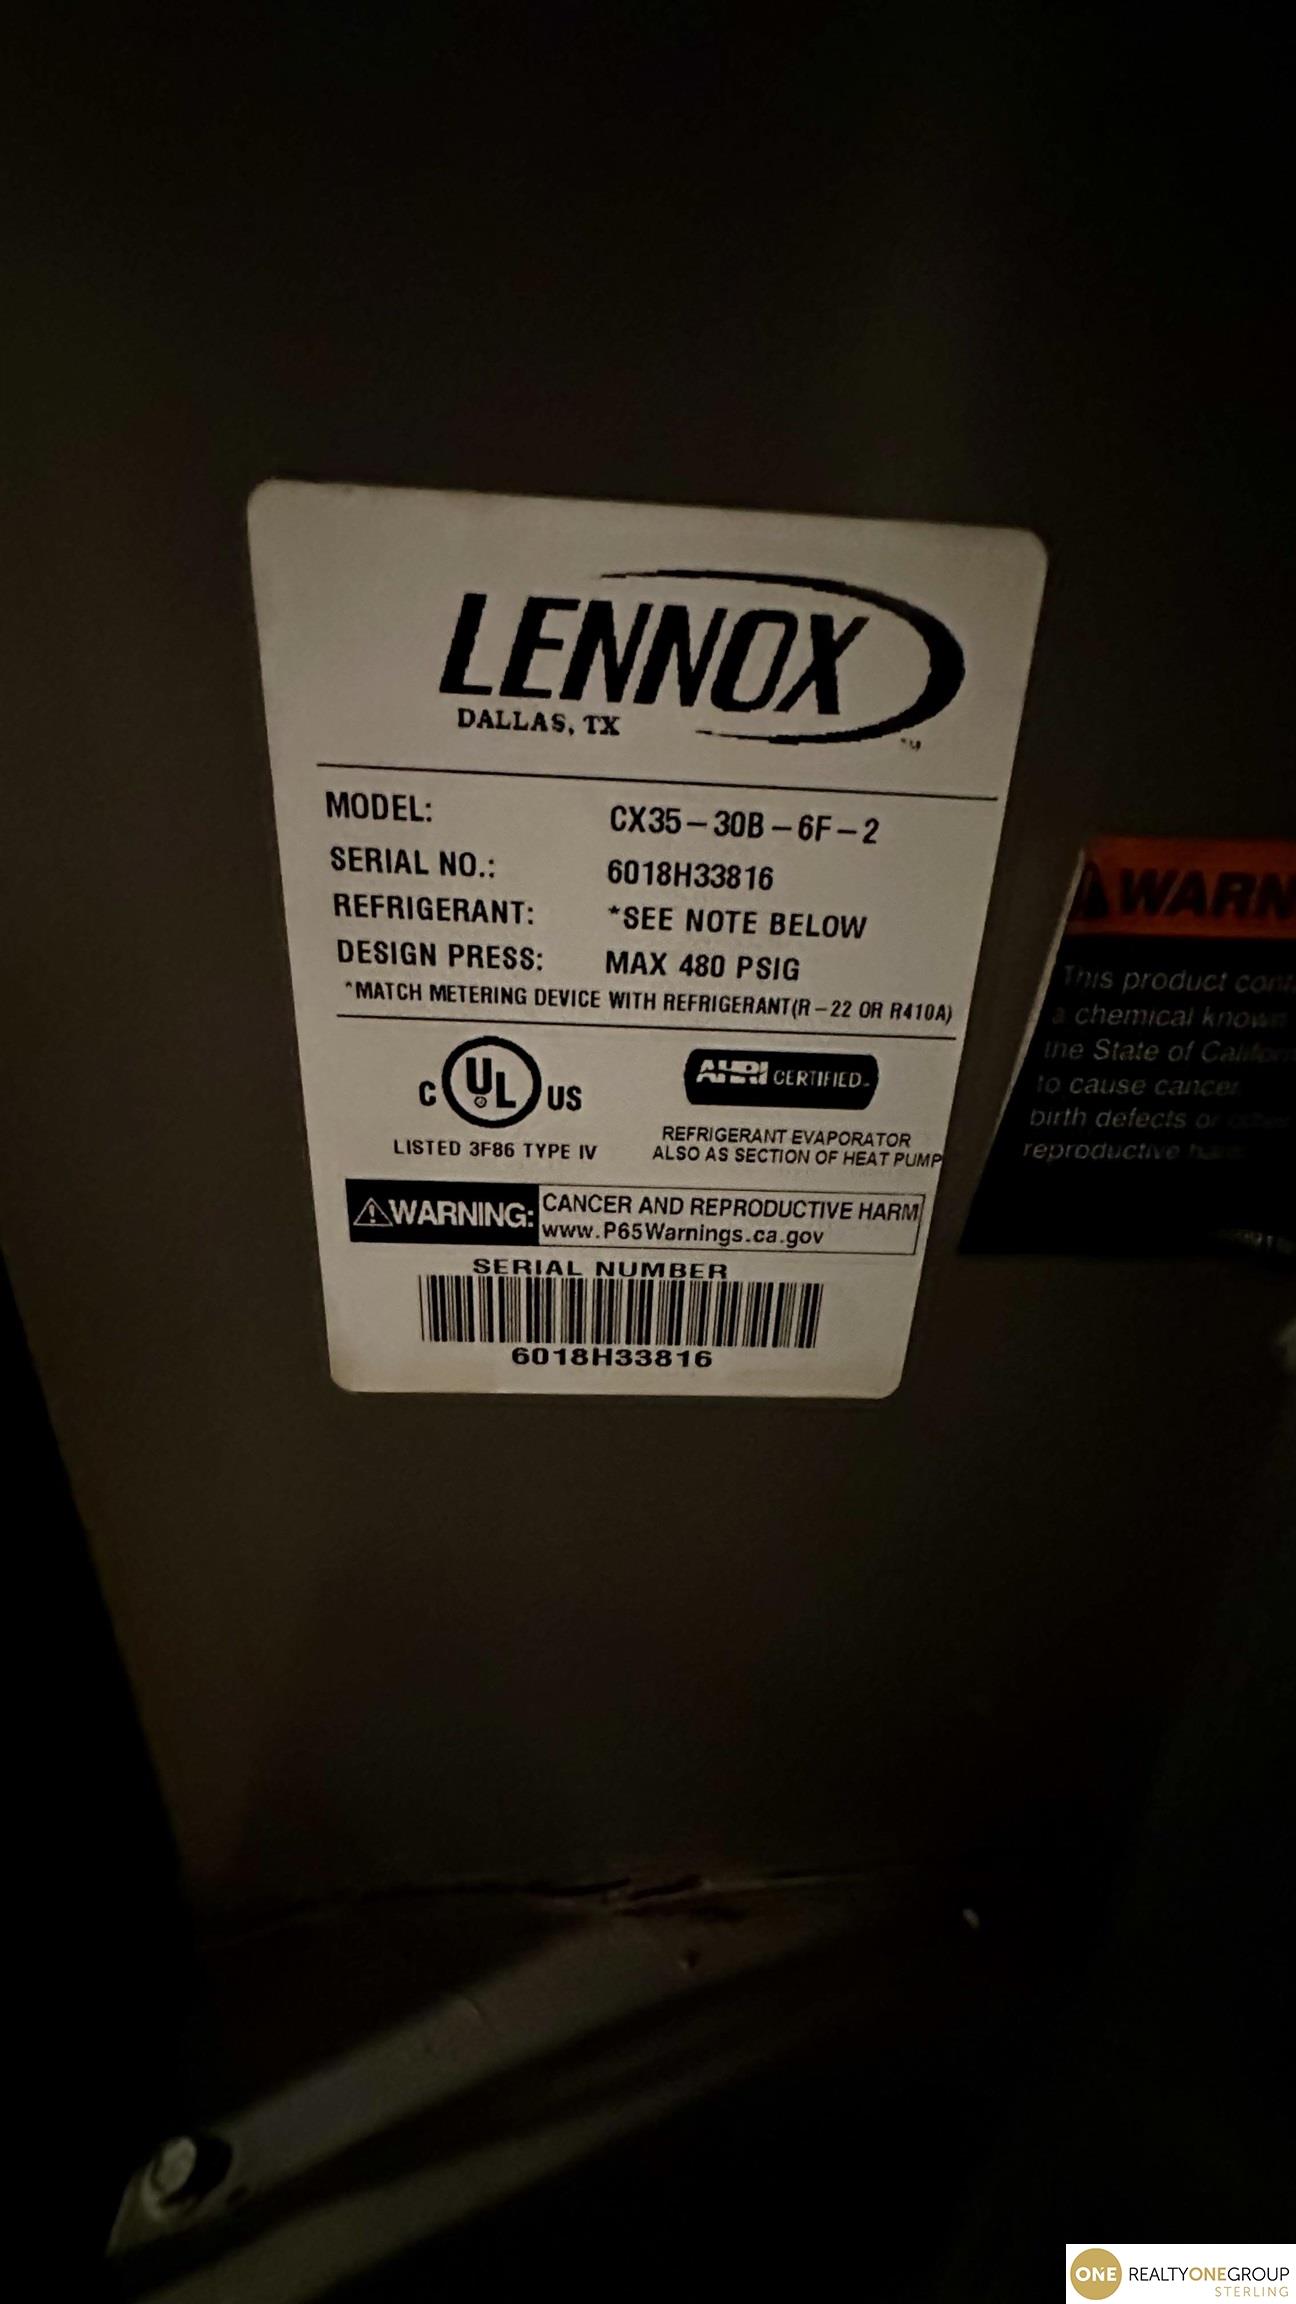 LENNOX
DALLAS, TX
MODEL: CX35-30B-6F-2
SERIAL NO.: 6018H33816
REFRIGERANT: *SEE NOTE BELOW
DESIGN PRESS: MAX 480 PSIG
*MATCH METERING DEVICE WITH REFRIGERANT(R-22 OR R410A)
C UL US
LISTED 3F86 TYPE IV
AHRI CERTIFIED
REFRIGERANT EVAPORATOR
ALSO AS SECTION OF HEAT PUMP
WARNING: CANCER AND REPRODUCTIVE HARM
www.P65Warnings.ca.gov
SERIAL NUMBER
6018H33816
WARN
This product
a chemical known
the State of
to cause cancer
birth defects
reproductive
ONE REALTYONEGROUP
STERLING